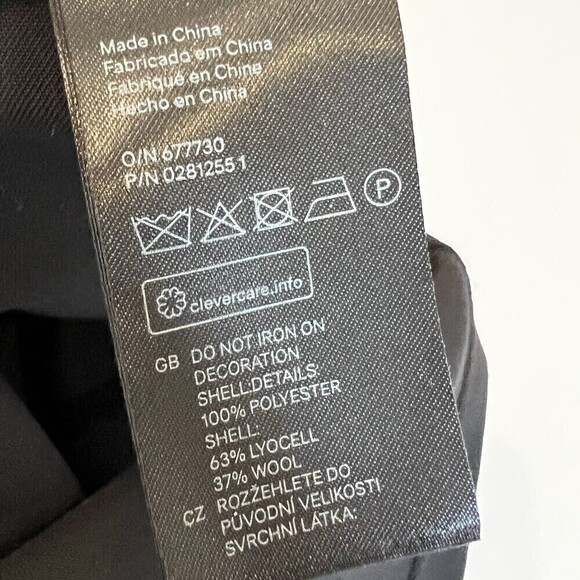 Made in China
Fabricado em China
Fabriqué en Chine
Hecho en China
O/N 677730
P/N 02812551
P
clevercare.info
GB DO NOT IRON ON
DECORATION
SHELL DETAILS:
100% POLYESTER
SHELL:
63% LYOCELL
37% WOOL
CZ ROZŽEHLETE DO
PŮVODNÍ VELIKOSTI
SVRCHNÍ LÁTKA: